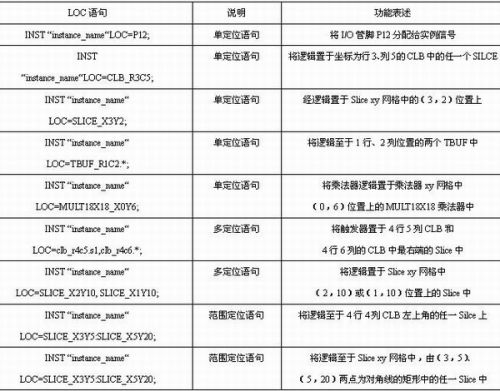 LOC 语句 说明 功能表述
INST "instance_name"LOC=P12; 单定位语句 将 I/O 管脚 P12 分配给实例信号
INST 单定位语句 将逻辑置于坐标为行 3、列 5 的 CLB 中的任一个 SILCE
"instance_name"LOC=CLB_R3C5;
INST "instance_name" 单定位语句 经逻辑置于 Slice xy 网格中的(3,2)位置上
LOC=SLICE_X3Y2;
INST "instance_name" 单定位语句 将逻辑至于 1 行、2 列位置的两个 TBUF 中
LOC=TBUF_R1C2.*;
INST "instance_name" 单定位语句 将乘法器逻辑置于乘法器 xy 网格中
LOC=MULT18X18_X0Y6; (0,6)位置上的 MULT18X18 乘法器中
INST "instance_name" 多定位语句 将触发器置于 4 行 5 列 CLB 和
LOC=clb_r4c5.s1,clb_r4c6.*; 4 行 6 列的 CLB 中最右端的 Slice 中
INST "instance_name" 多定位语句 将逻辑置于 Slice xy 网格中
LOC=SLICE_X2Y10, SLICE_X1Y10; (2,10)或(1,10)位置上的 Slice 中
INST "instance_name" 范围定位语句 将逻辑至于 4 行 4 列 CLB 左上角的任一 Silce 上
LOC=SLICE_X3Y5:SLICE_X5Y20;
INST "instance_name" 范围定位语句 将逻辑至于 Slice xy 网格中,由(3,5)、
LOC=SLICE_X3Y5:SLICE_X5Y20; (5,20)两点为对角线的矩形中的任一 Slice 中